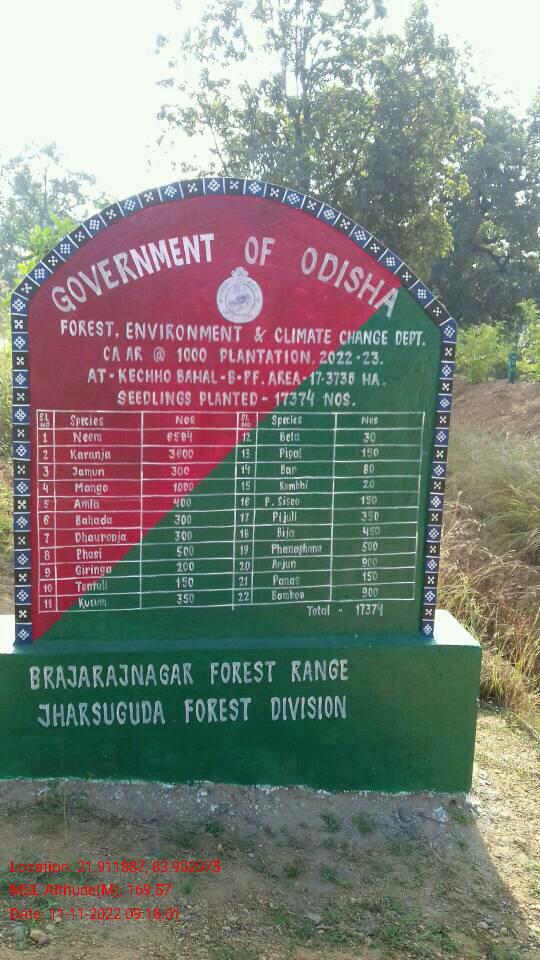 GOVERNMENT OF ODISHA
FOREST, ENVIRONMENT & CLIMATE CHANGE DEPT.
CA AR @ 1000 PLANTATION, 2022-23.
AT-KECHHO BAHAL-G-PF. AREA-17.3735 HA.
SEEDLINGS PLANTED - 17374 NOS.
SL NO Species Nos SL NO Species Nos
1 Neem 6594 12 Bela 30
2 Karanja 3800 13 Pipal 150
3 Jamun 300 14 Bar 80
4 Mango 1000 15 Kumbhi 20
5 Amla 400 16 P. Sisoo 150
6 Bahada 300 17 Pijuli 350
7 Dhauronja 300 18 Bija 450
8 Phasi 500 19 Phanaphana 500
9 Giringa 200 20 Arjun 900
10 Tentuli 150 21 Panas 150
11 Kusum 350 22 Bamboo 900
Total - 17374
BRAJARAJNAGAR FOREST RANGE
JHARSUGUDA FOREST DIVISION
Location: 21.911687, 83.902075
MSL Altitude(M): 169.57
Date: 11-11-2022 09:18:01